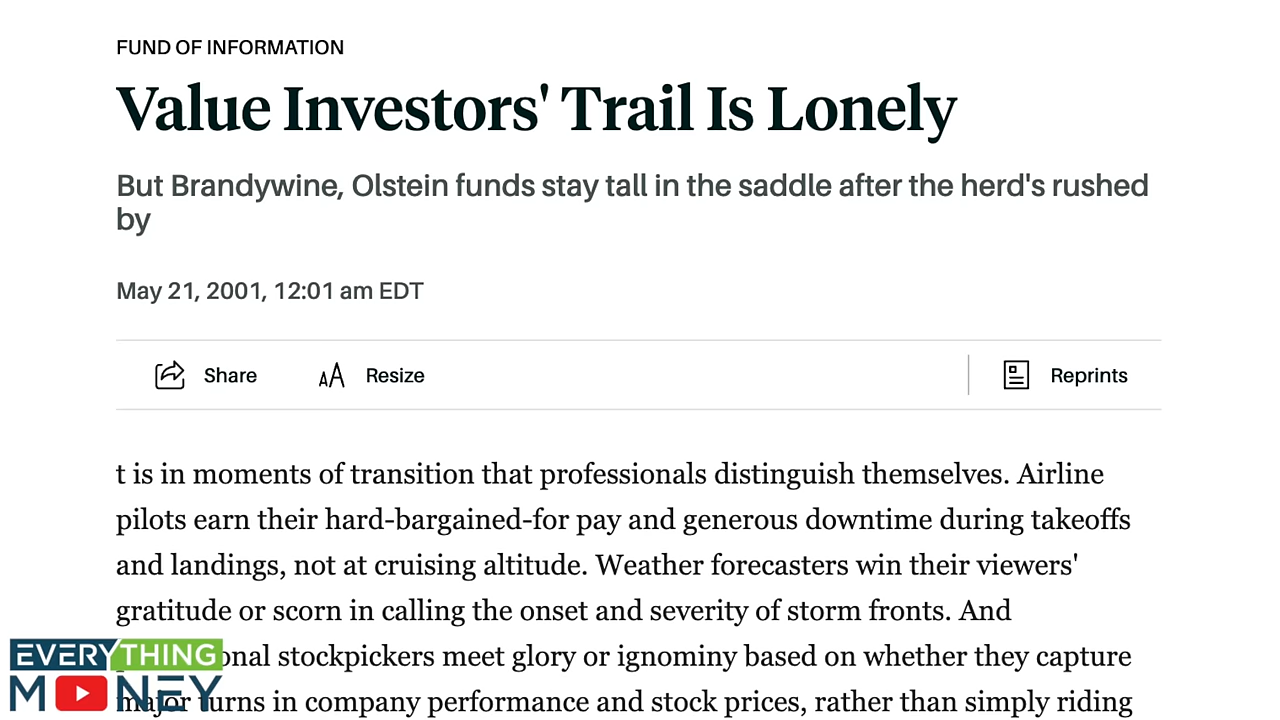 FUND OF INFORMATION
Value Investors' Trail Is Lonely
But Brandywine, Olstein funds stay tall in the saddle after the herd's rushed
by
May 21, 2001, 12:01 am EDT
Share Resize Reprints
t is in moments of transition that professionals distinguish themselves. Airline
pilots earn their hard-bargained-for pay and generous downtime during takeoffs
and landings, not at cruising altitude. Weather forecasters win their viewers'
gratitude or scorn in calling the onset and severity of storm fronts. And
onal stockpickers meet glory or ignominy based on whether they capture
major turns in company performance and stock prices, rather than simply riding
EVERYTHING
MONEY